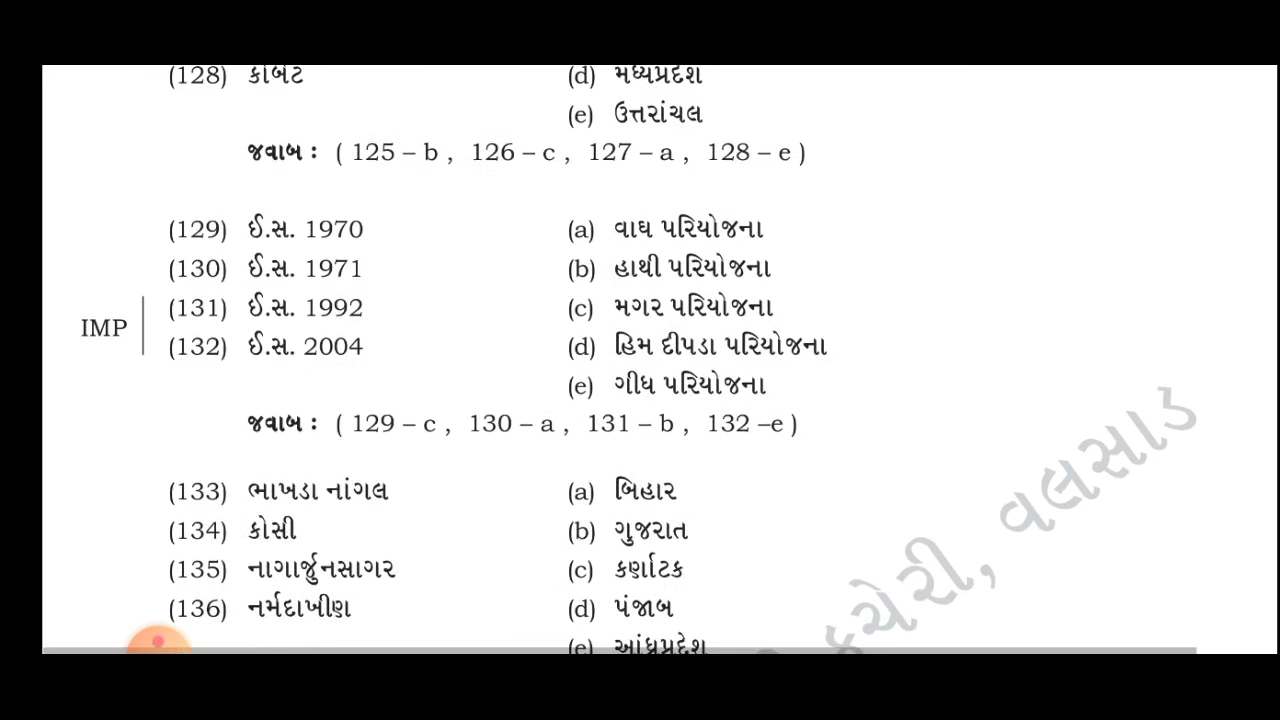 (128) કોર્બેટ (d) મધ્યપ્રદેશ
(e) ઉત્તરાંચલ
જવાબ : ( 125 – b , 126 – c , 127 – a , 128 – e )
(129) ઈ.સ. 1970 (a) વાઘ પરિયોજના
(130) ઈ.સ. 1971 (b) હાથી પરિયોજના
(131) ઈ.સ. 1992 (c) મગર પરિયોજના
IMP
(132) ઈ.સ. 2004 (d) હિમ દીપડા પરિયોજના
(e) ગીધ પરિયોજના
જવાબ : ( 129 – c , 130 – a , 131 – b , 132 –e )
(133) ભાખડા નાંગલ (a) બિહાર
(134) કોસી (b) ગુજરાત
(135) નાગાર્જુનસાગર (c) કર્ણાટક
(136) નર્મદાખીણ (d) પંજાબ
(e) આંધ્રપ્રદેશ
કચેરી, વલસાડ